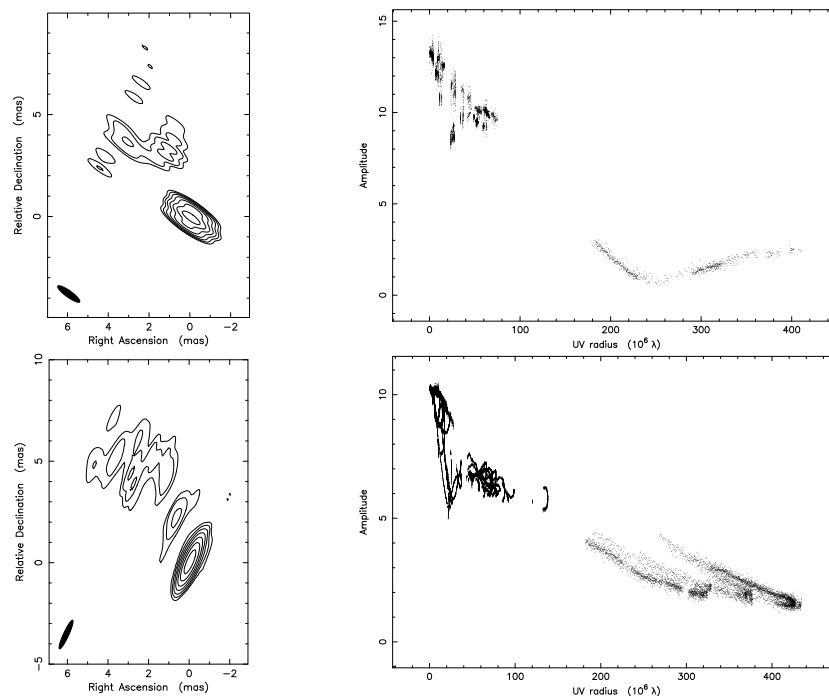 Relative Declination (mas)
5
0
6 4 2 0 −2
Right Ascension (mas)
Amplitude
15
10
5
0
0 100 200 300 400
UV radius (10⁶ λ)
Relative Declination (mas)
10
5
0
−5
6 4 2 0 −2
Right Ascension (mas)
Amplitude
10
5
0
0 100 200 300 400
UV radius (10⁶ λ)